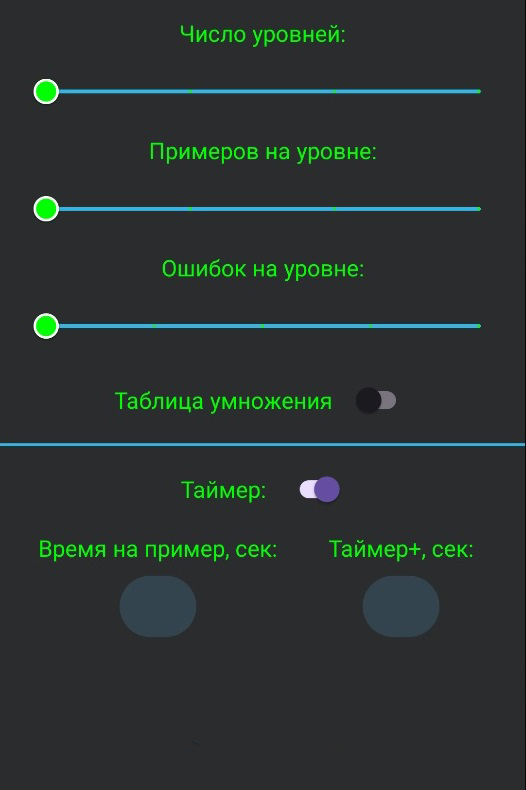 Число уровней:
Примеров на уровне:
Ошибок на уровне:
Таблица умножения
Таймер:
Время на пример, сек: Таймер+, сек: